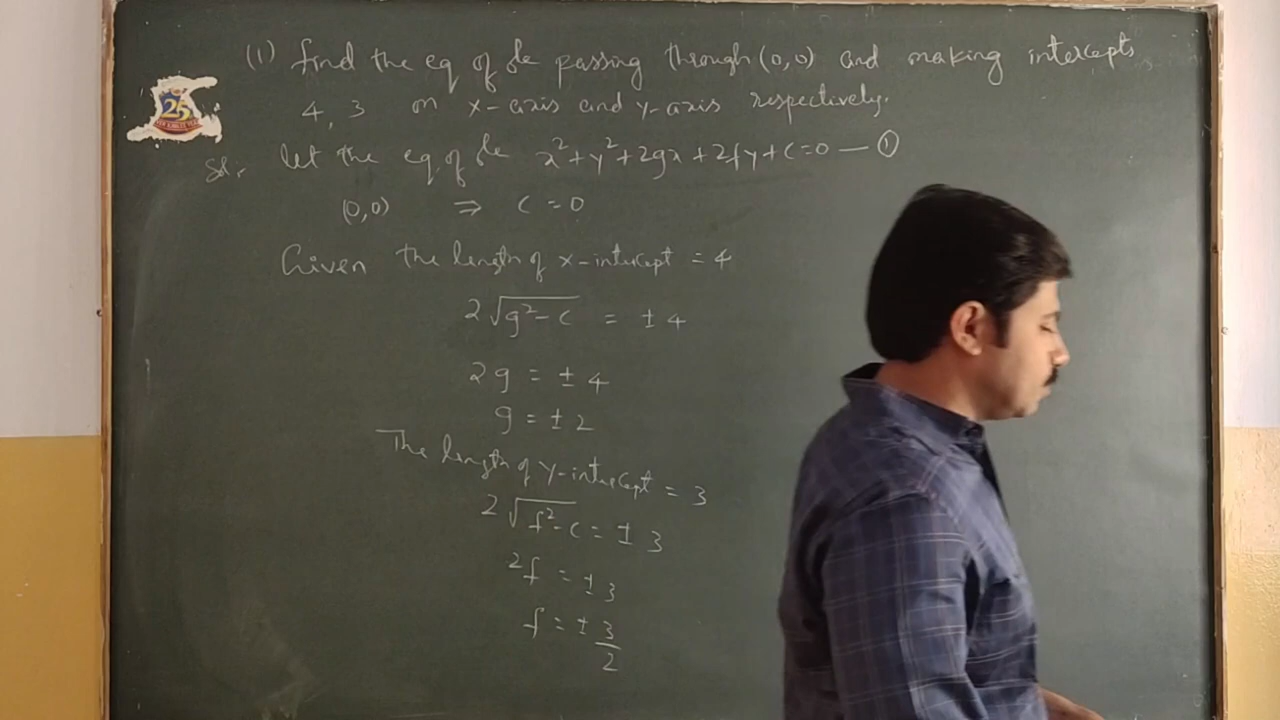 (1) find the eq of ⊙le passing through (0,0) and making intercepts
4, 3 on x-axis and y-axis respectively.
25
Sol. let the eq of ⊙le x²+y²+2gx+2fy+c=0 — ①
(0,0) ⇒ c=0
Given the length of x-intercept = 4
2√(g²-c) = ±4
2g = ±4
g = ±2
The length of y-intercept = 3
2√(f²-c) = ±3
2f = ±3
f = ±3/2